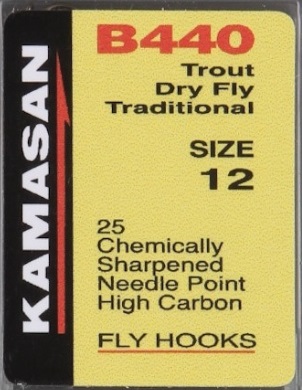 KAMASAN
B440
Trout
Dry Fly
Traditional
SIZE
12
25
Chemically
Sharpened
Needle Point
High Carbon
FLY HOOKS